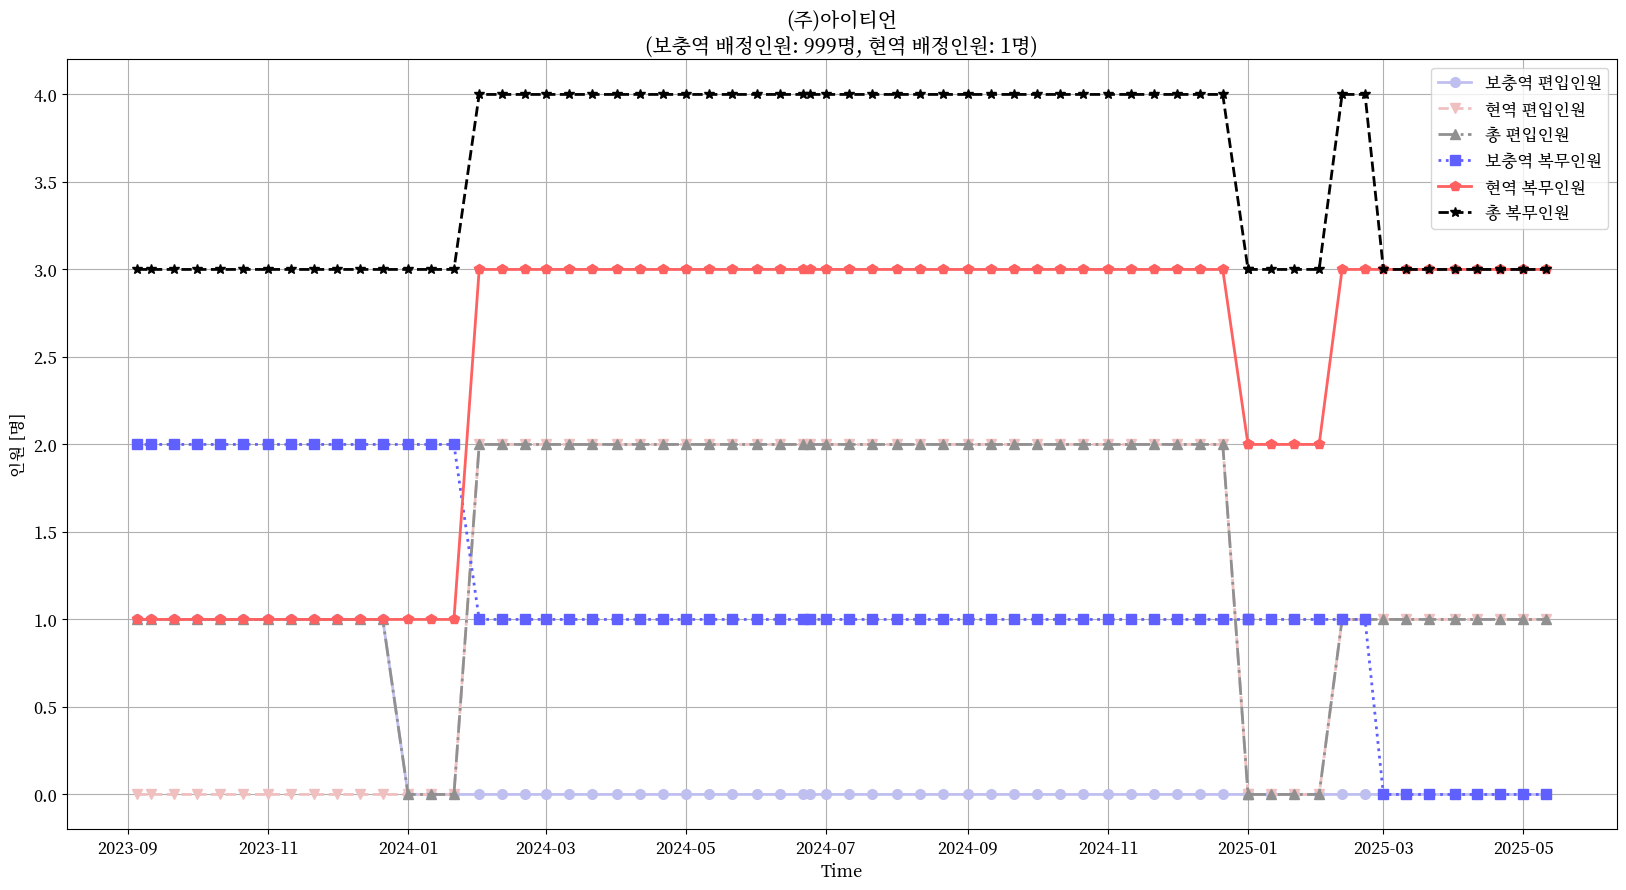 (주)아이티언
(보충역 배정인원: 999명, 현역 배정인원: 1명)
보충역 편입인원
현역 편입인원
총 편입인원
보충역 복무인원
현역 복무인원
총 복무인원
인원 [명]
4.0
3.5
3.0
2.5
2.0
1.5
1.0
0.5
0.0
2023-09 2023-11 2024-01 2024-03 2024-05 2024-07 2024-09 2024-11 2025-01 2025-03 2025-05
Time